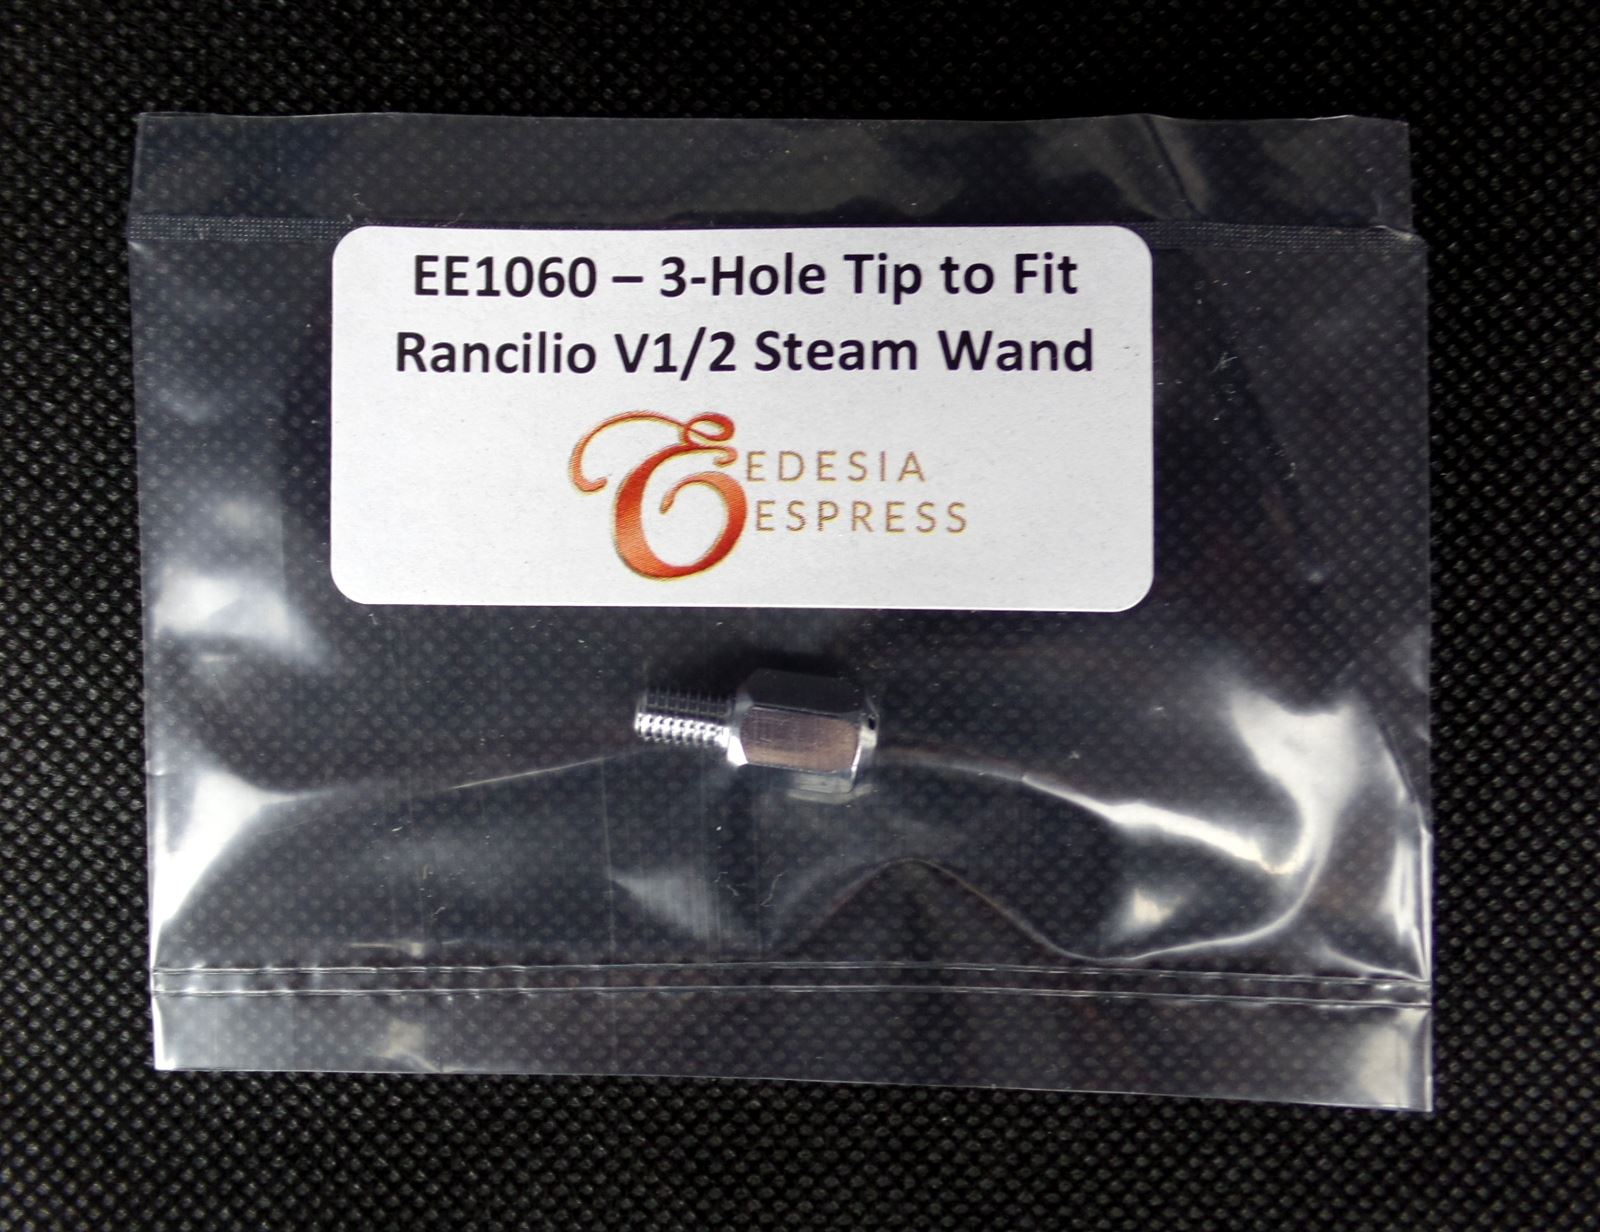 EE1060 – 3-Hole Tip to Fit
Rancilio V1/2 Steam Wand
EDESIA
ESPRESS